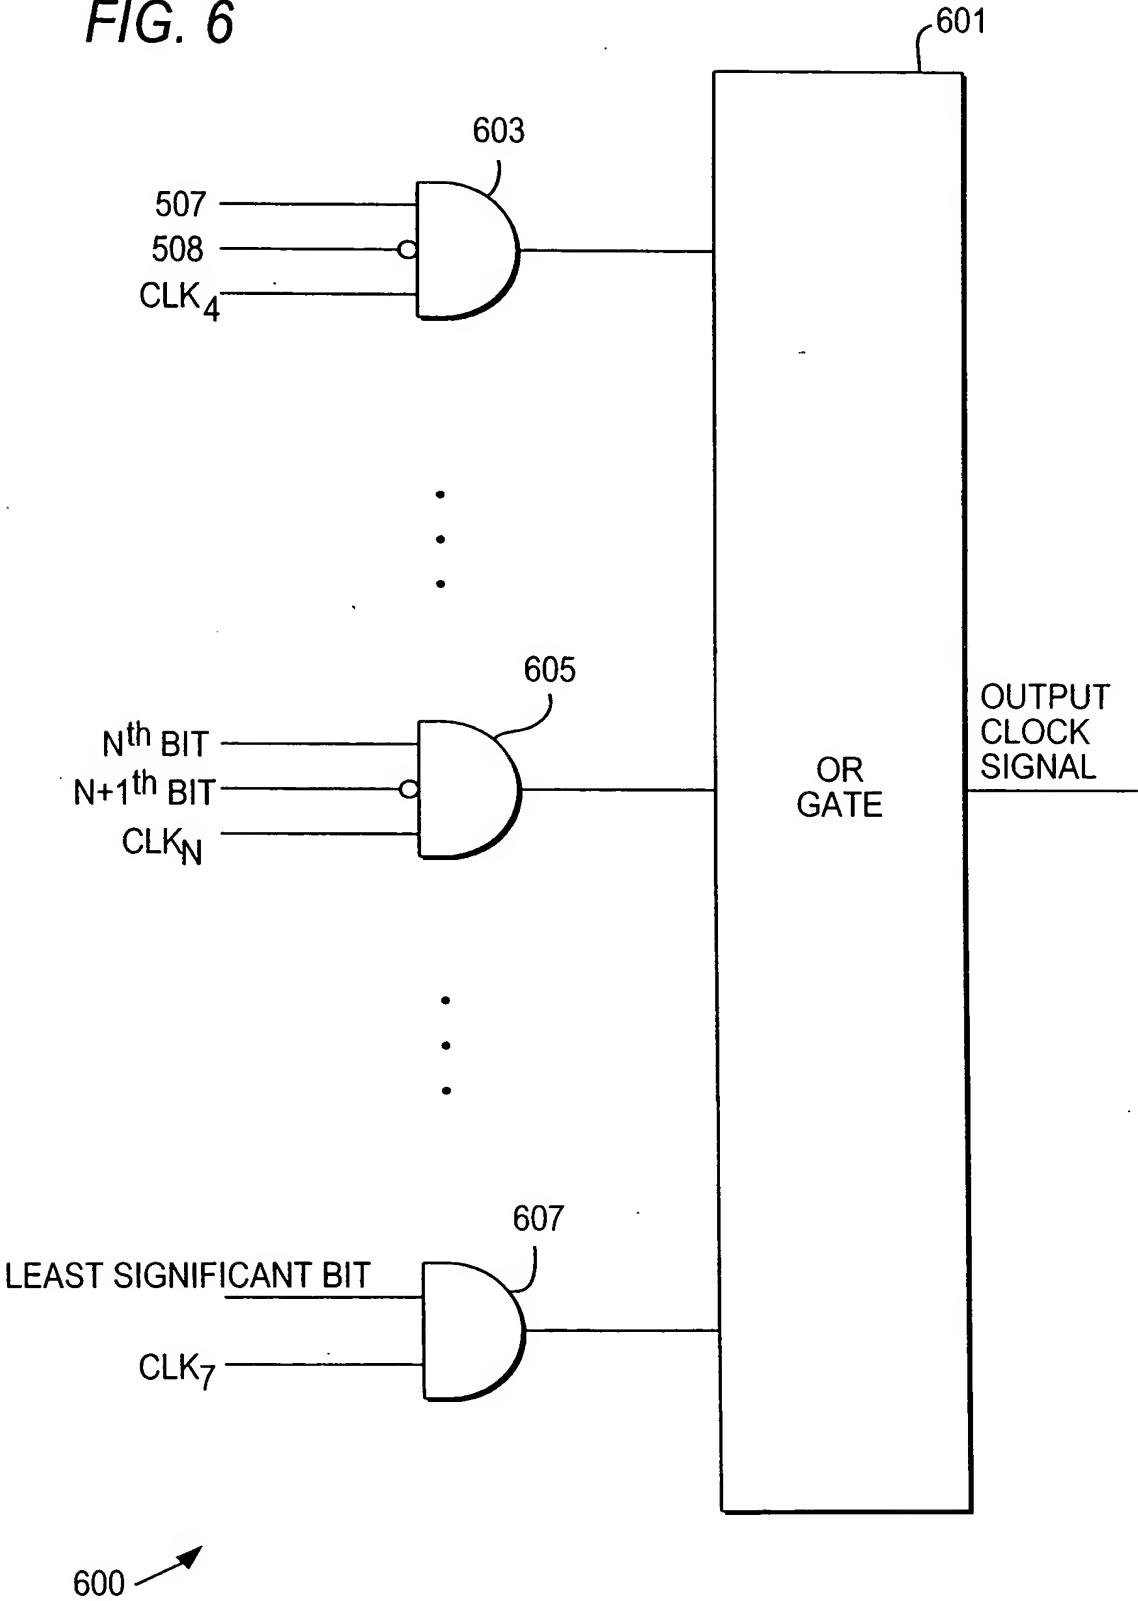 FIG. 6
601
603
507
508
CLK4
605
Nth BIT
N+1th BIT
CLKN
OR
GATE
OUTPUT
CLOCK
SIGNAL
607
LEAST SIGNIFICANT BIT
CLK7
600